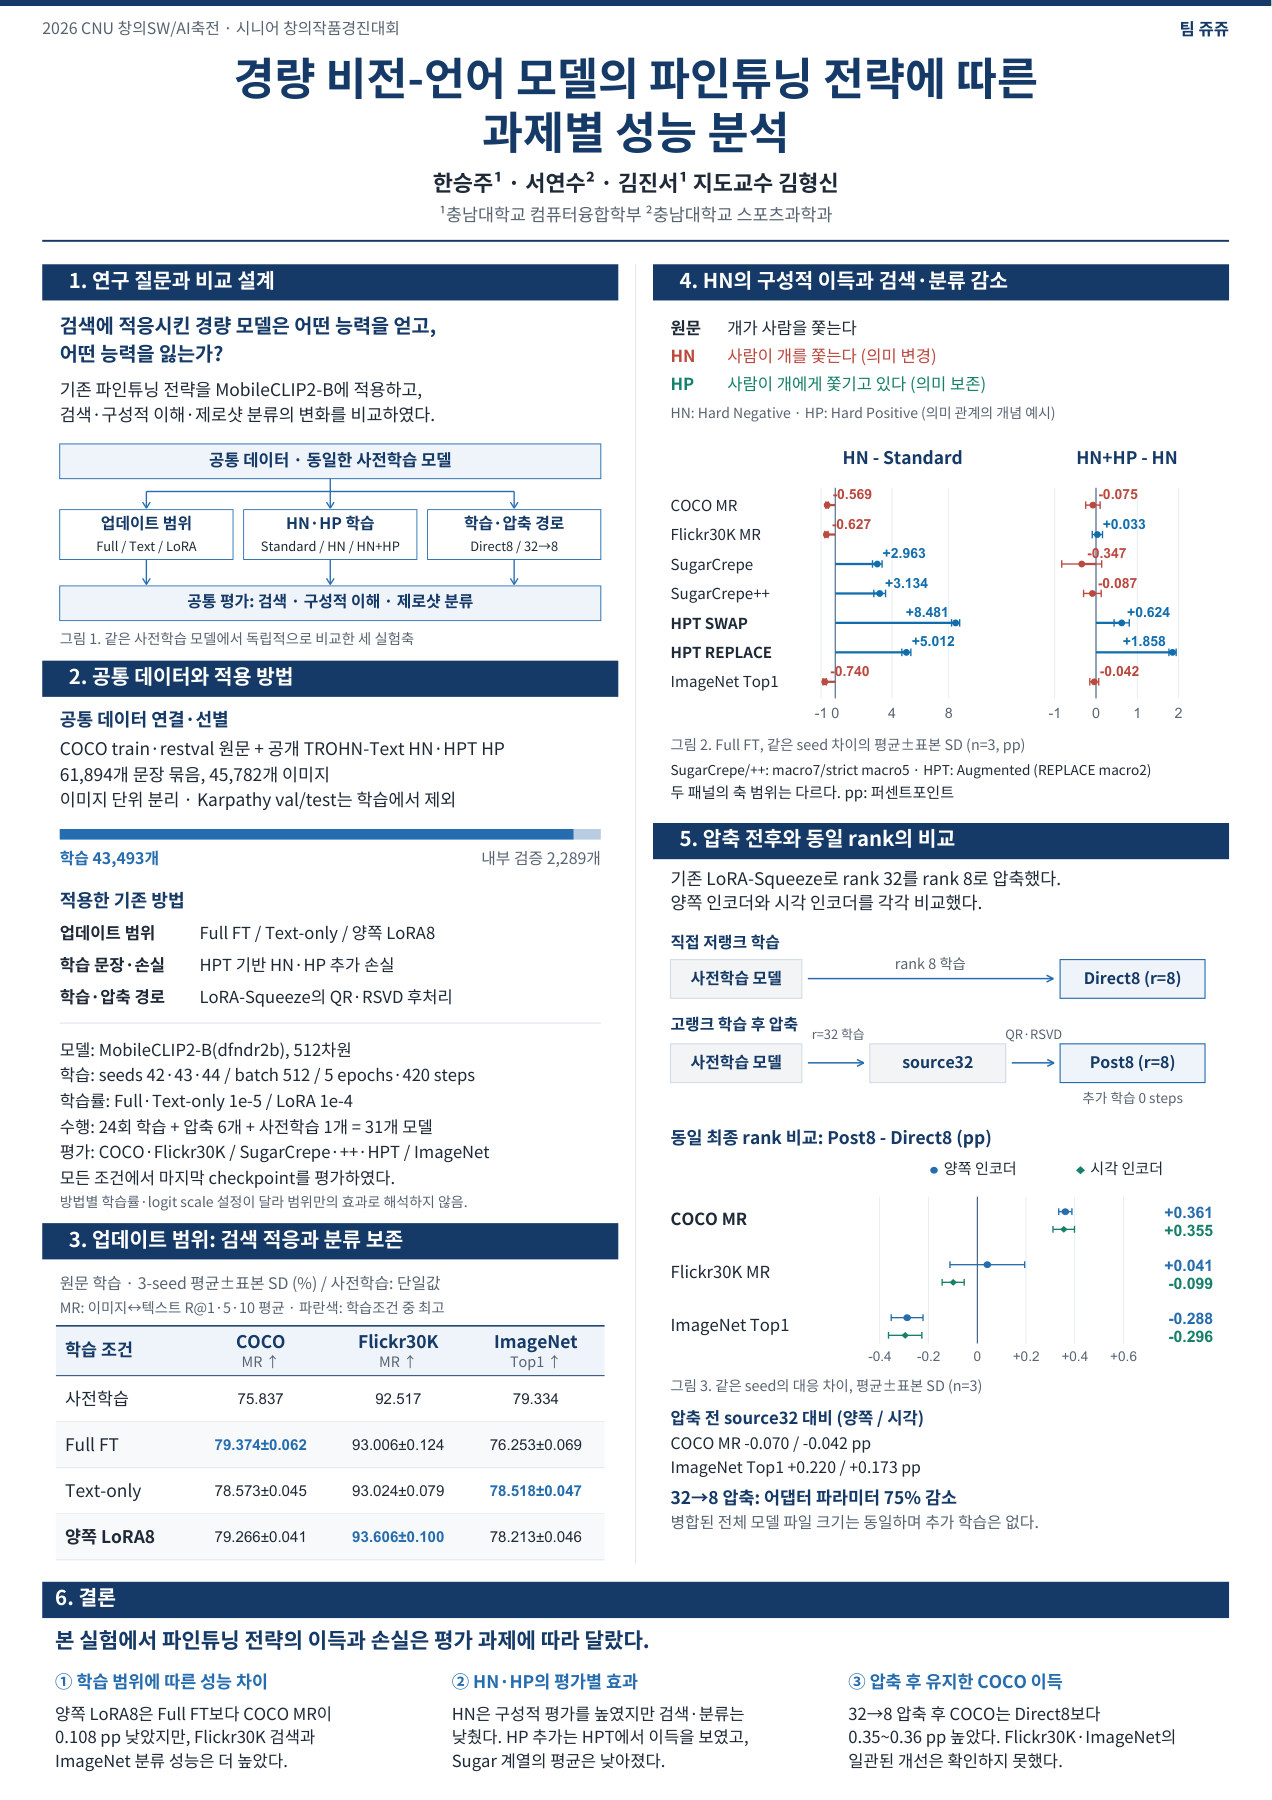 2026 CNU 창의SW/AI축전 · 시니어 창의작품경진대회
팀 쥬쥬
경량 비전-언어 모델의 파인튜닝 전략에 따른
과제별 성능 분석
한승주¹ · 서연수² · 김진서¹ 지도교수 김형신
¹충남대학교 컴퓨터융합학부 ²충남대학교 스포츠과학과
1. 연구 질문과 비교 설계
검색에 적응시킨 경량 모델은 어떤 능력을 얻고,
어떤 능력을 잃는가?
기존 파인튜닝 전략을 MobileCLIP2-B에 적용하고,
검색·구성적 이해·제로샷 분류의 변화를 비교하였다.
공통 데이터 · 동일한 사전학습 모델
업데이트 범위
Full / Text / LoRA
HN·HP 학습
Standard / HN / HN+HP
학습·압축 경로
Direct8 / 32→8
공통 평가: 검색 · 구성적 이해 · 제로샷 분류
그림 1. 같은 사전학습 모델에서 독립적으로 비교한 세 실험축
2. 공통 데이터와 적용 방법
공통 데이터 연결·선별
COCO train·restval 원문 + 공개 TROHN-Text HN·HPT HP
61,894개 문장 묶음, 45,782개 이미지
이미지 단위 분리 · Karpathy val/test는 학습에서 제외
학습 43,493개
내부 검증 2,289개
적용한 기존 방법
업데이트 범위 Full FT / Text-only / 양쪽 LoRA8
학습 문장·손실 HPT 기반 HN·HP 추가 손실
학습·압축 경로 LoRA-Squeeze의 QR·RSVD 후처리
모델: MobileCLIP2-B(dfndr2b), 512차원
학습: seeds 42·43·44 / batch 512 / 5 epochs·420 steps
학습률: Full·Text-only 1e-5 / LoRA 1e-4
수행: 24회 학습 + 압축 6개 + 사전학습 1개 = 31개 모델
평가: COCO·Flickr30K / SugarCrepe·++·HPT / ImageNet
모든 조건에서 마지막 checkpoint를 평가하였다.
방법별 학습률·logit scale 설정이 달라 범위만의 효과로 해석하지 않음.
3. 업데이트 범위: 검색 적응과 분류 보존
원문 학습 · 3-seed 평균±표본 SD (%) / 사전학습: 단일값
MR: 이미지↔텍스트 R@1·5·10 평균 · 파란색: 학습조건 중 최고
학습 조건 COCO Flickr30K ImageNet
MR ↑ MR ↑ Top1 ↑
사전학습 75.837 92.517 79.334
Full FT 79.374±0.062 93.006±0.124 76.253±0.069
Text-only 78.573±0.045 93.024±0.079 78.518±0.047
양쪽 LoRA8 79.266±0.041 93.606±0.100 78.213±0.046
4. HN의 구성적 이득과 검색·분류 감소
원문 개가 사람을 쫓는다
HN 사람이 개를 쫓는다 (의미 변경)
HP 사람이 개에게 쫓기고 있다 (의미 보존)
HN: Hard Negative · HP: Hard Positive (의미 관계의 개념 예시)
HN - Standard HN+HP - HN
COCO MR -0.569 -0.075
Flickr30K MR -0.627 +0.033
SugarCrepe +2.963 -0.347
SugarCrepe++ +3.134 -0.087
HPT SWAP +8.481 +0.624
HPT REPLACE +5.012 +1.858
ImageNet Top1 -0.740 -0.042
-1 0 4 8 -1 0 1 2
그림 2. Full FT, 같은 seed 차이의 평균±표본 SD (n=3, pp)
SugarCrepe/++: macro7/strict macro5 · HPT: Augmented (REPLACE macro2)
두 패널의 축 범위는 다르다. pp: 퍼센트포인트
5. 압축 전후와 동일 rank의 비교
기존 LoRA-Squeeze로 rank 32를 rank 8로 압축했다.
양쪽 인코더와 시각 인코더를 각각 비교했다.
직접 저랭크 학습
사전학습 모델 rank 8 학습 Direct8 (r=8)
고랭크 학습 후 압축
사전학습 모델 r=32 학습 source32 QR·RSVD Post8 (r=8)
추가 학습 0 steps
동일 최종 rank 비교: Post8 - Direct8 (pp)
양쪽 인코더 시각 인코더
COCO MR +0.361
+0.355
Flickr30K MR +0.041
-0.099
ImageNet Top1 -0.288
-0.296
-0.4 -0.2 0 +0.2 +0.4 +0.6
그림 3. 같은 seed의 대응 차이, 평균±표본 SD (n=3)
압축 전 source32 대비 (양쪽 / 시각)
COCO MR -0.070 / -0.042 pp
ImageNet Top1 +0.220 / +0.173 pp
32→8 압축: 어댑터 파라미터 75% 감소
병합된 전체 모델 파일 크기는 동일하며 추가 학습은 없다.
6. 결론
본 실험에서 파인튜닝 전략의 이득과 손실은 평가 과제에 따라 달랐다.
① 학습 범위에 따른 성능 차이
양쪽 LoRA8은 Full FT보다 COCO MR이
0.108 pp 낮았지만, Flickr30K 검색과
ImageNet 분류 성능은 더 높았다.
② HN·HP의 평가별 효과
HN은 구성적 평가를 높였지만 검색·분류는
낮췄다. HP 추가는 HPT에서 이득을 보였고,
Sugar 계열의 평균은 낮아졌다.
③ 압축 후 유지한 COCO 이득
32→8 압축 후 COCO는 Direct8보다
0.35~0.36 pp 높았다. Flickr30K·ImageNet의
일관된 개선은 확인하지 못했다.